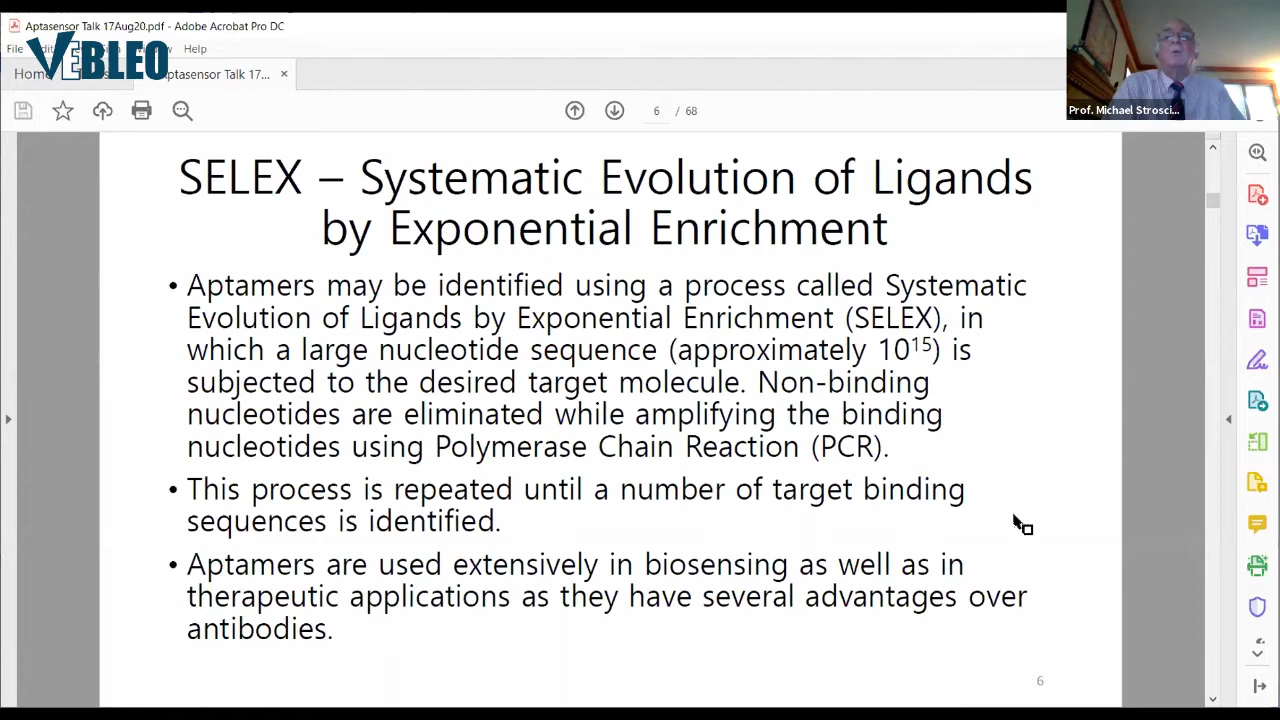 Aptasensor Talk 17Aug20.pdf - Adobe Acrobat Pro DC
File Help
VEBLEO
Home
ptasensor Talk 17... ×
6 / 68
Prof. Michael Strosci...
SELEX – Systematic Evolution of Ligands
by Exponential Enrichment
• Aptamers may be identified using a process called Systematic
Evolution of Ligands by Exponential Enrichment (SELEX), in
which a large nucleotide sequence (approximately 10¹⁵) is
subjected to the desired target molecule. Non-binding
nucleotides are eliminated while amplifying the binding
nucleotides using Polymerase Chain Reaction (PCR).
• This process is repeated until a number of target binding
sequences is identified.
• Aptamers are used extensively in biosensing as well as in
therapeutic applications as they have several advantages over
antibodies.
6